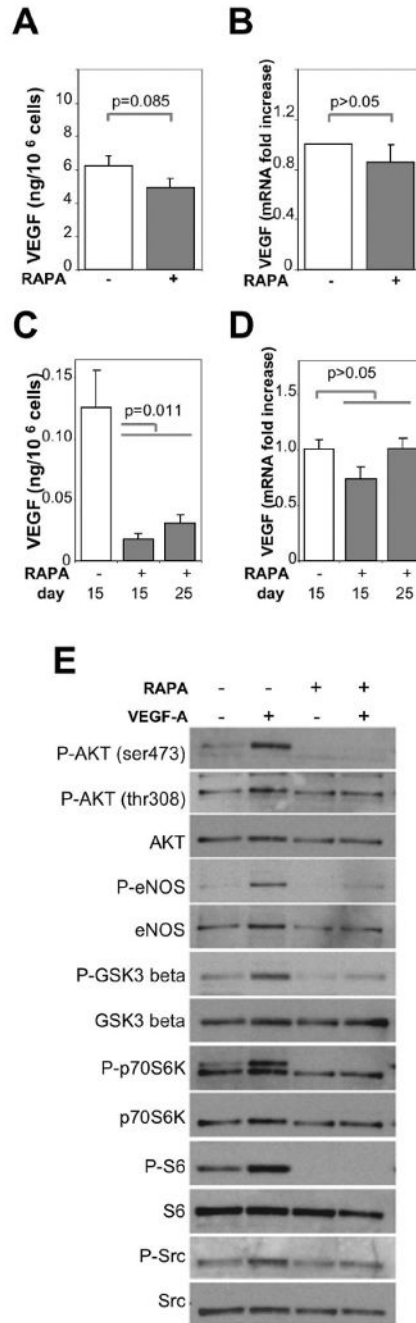 A
VEGF (ng/10 6 cells)
10
8
6
4
2
0
p=0.085
RAPA - +
B
VEGF (mRNA fold increase)
1.2
0.8
0.4
0
p>0.05
RAPA - +
C
VEGF (ng/10 6 cells)
0.15
0.10
0.05
0
p=0.011
RAPA - + +
day 15 15 25
D
VEGF (mRNA fold increase)
1.5
1.0
0.5
0
p>0.05
RAPA - + +
day 15 15 25
E
RAPA - - + +
VEGF-A - + - +
P-AKT (ser473)
P-AKT (thr308)
AKT
P-eNOS
eNOS
P-GSK3 beta
GSK3 beta
P-p70S6K
p70S6K
P-S6
S6
P-Src
Src